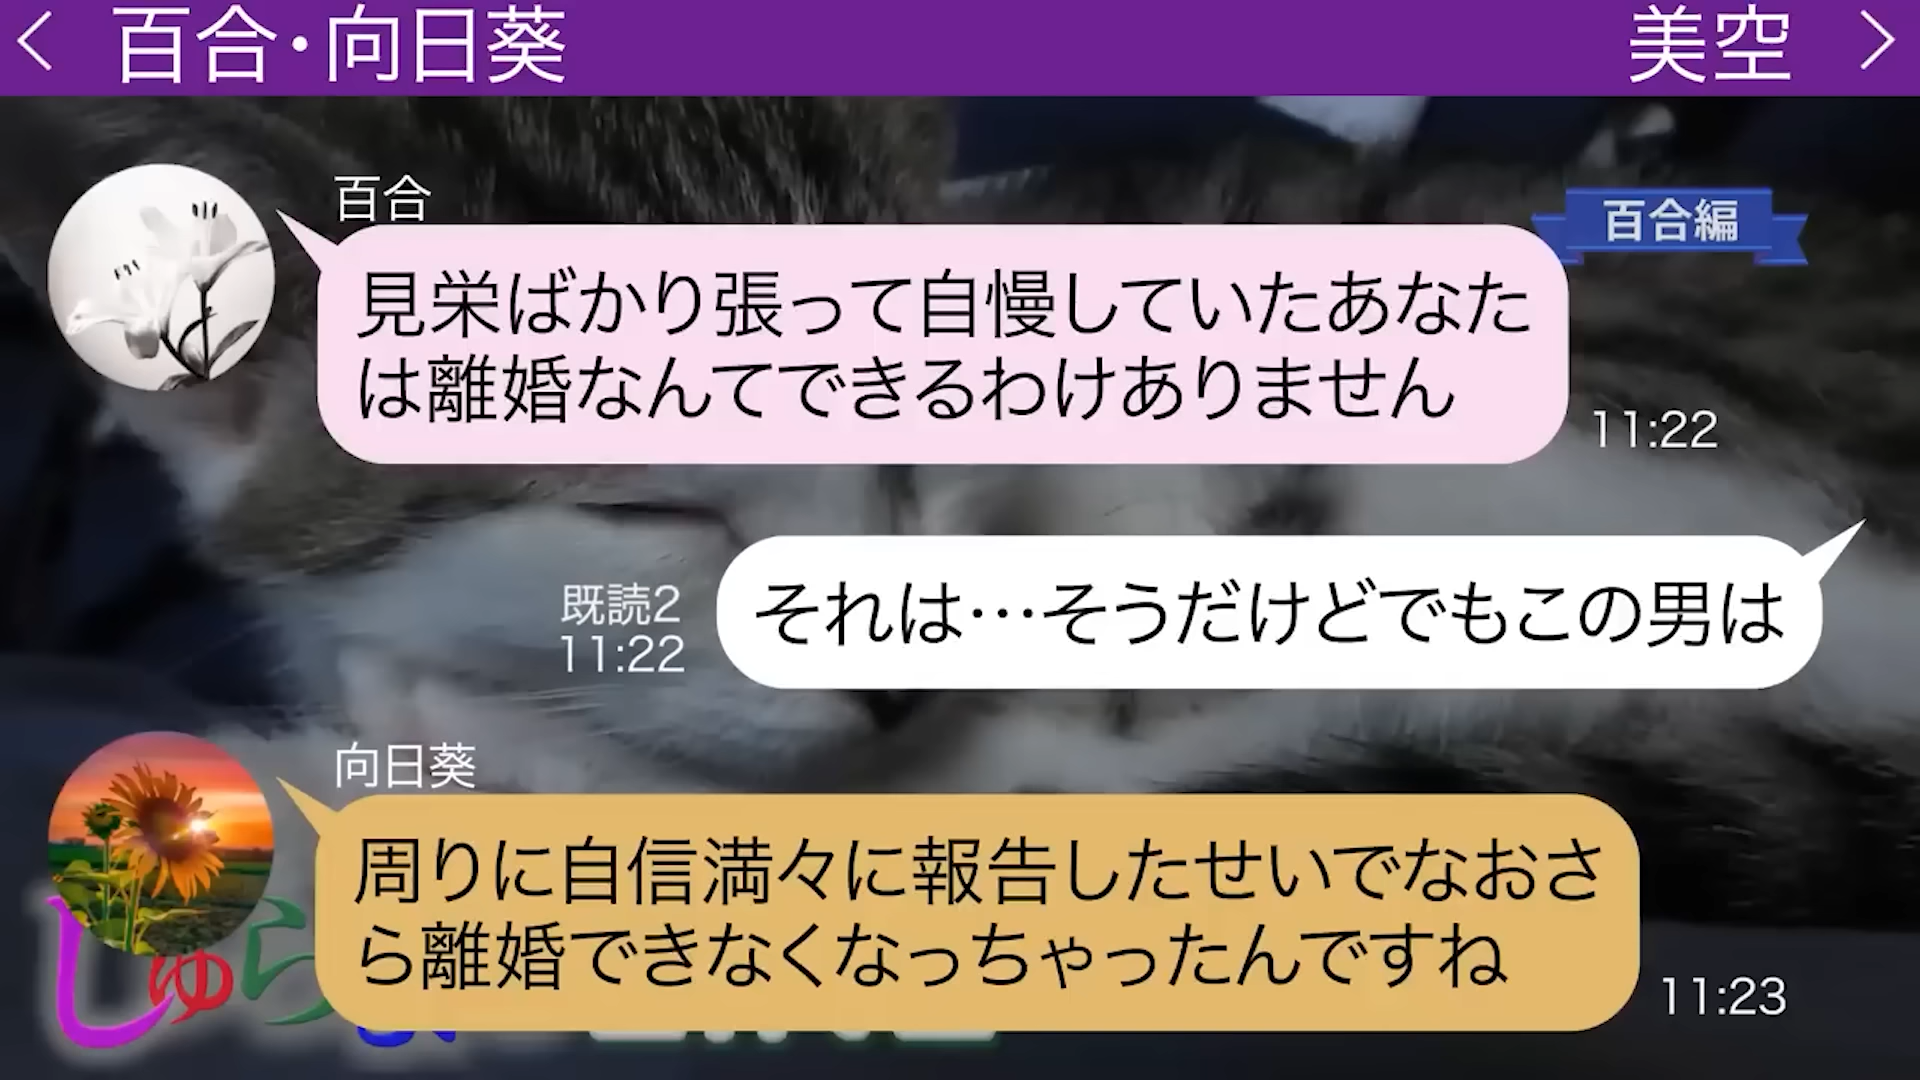 百合・向日葵
美空
百合
百合編
見栄ばかり張って自慢していたあなた
は離婚なんてできるわけありません
11:22
既読2
11:22
それは…そうだけどでもこの男は
向日葵
周りに自信満々に報告したせいでなおさ
ら離婚できなくなっちゃったんですね
11:23
しゅら